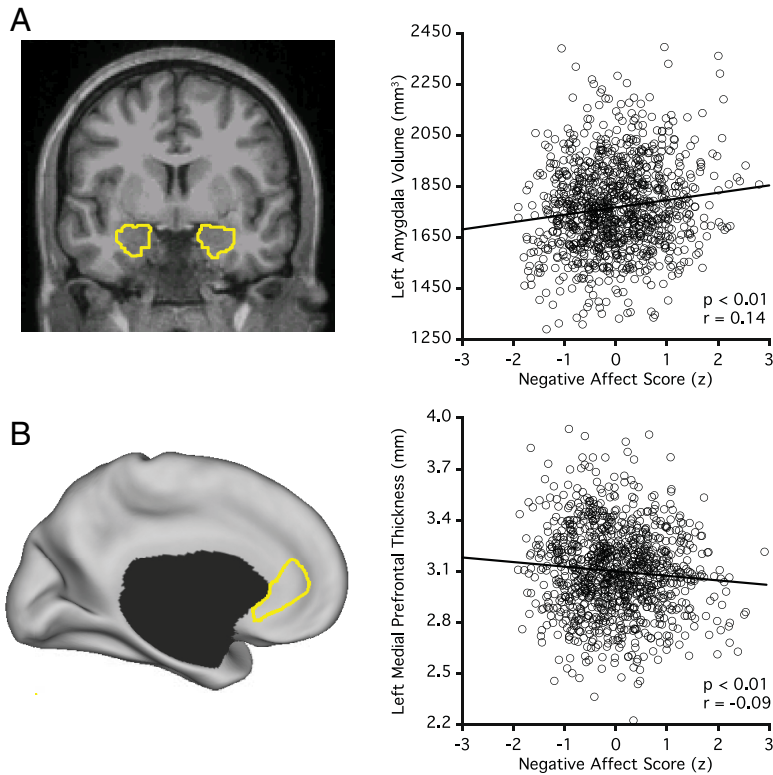 A
Left Amygdala Volume (mm³)
2450
2250
2050
1850
1650
1450
1250
-3 -2 -1 0 1 2 3
Negative Affect Score (z)
p < 0.01
r = 0.14
B
Left Medial Prefrontal Thickness (mm)
4.0
3.7
3.4
3.1
2.8
2.5
2.2
-3 -2 -1 0 1 2 3
Negative Affect Score (z)
p < 0.01
r = -0.09